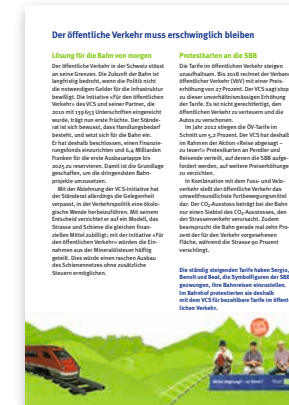 Der öffentliche Verkehr muss erschwinglich bleiben
Lösung für die Bahn von morgen
Der öffentliche Verkehr in der Schweiz stösst
an seine Grenzen. Die Zukunft der Bahn ist
langfristig bedroht, wenn die Politik nicht
die notwendigen Gelder für die Infrastruktur
bewilligt. Die Initiative «Für den öffentlichen
Verkehr» des VCS und seiner Partner, die
2010 mit 139 653 Unterschriften eingereicht
wurde, trägt nun erste Früchte. Der Stände-
rat ist sich bewusst, dass Handlungsbedarf
besteht, und setzt sich für die Bahn ein.
Er hat deshalb beschlossen, einen Finanzie-
rungsfonds einzurichten und 6,4 Milliarden
Franken für die erste Ausbauetappe bis
2025 zu reservieren. Damit ist die Grundlage
geschaffen, um die dringendsten Bahn-
projekte umzusetzen.
Mit der Ablehnung der VCS-Initiative hat
der Ständerat allerdings die Gelegenheit
verpasst, in der Verkehrspolitik eine ökolo-
gische Wende herbeizuführen. Mit seinem
Entscheid verzichtet er auf ein Modell, das
Strasse und Schiene die gleichen finan-
ziellen Mittel zubilligt; mit der Initiative «Für
den öffentlichen Verkehr» würden die Ein-
nahmen aus der Mineralölsteuer hälftig
geteilt. Dies würde einen raschen Ausbau
des Schienennetzes ohne zusätzliche
Steuern ermöglichen.
Protestkarten an die SBB
Die Tarife im öffentlichen Verkehr steigen
unaufhaltsam. Bis 2018 rechnet der Verband
öffentlicher Verkehr (VöV) mit einer Preis-
erhöhung von 27 Prozent. Der VCS sagt stopp
zu dieser unverhältnismässigen Erhöhung
der Tarife. Es ist nicht gerechtfertigt, den
öffentlichen Verkehr zu verteuern und die
Autos zu verschonen.
Im Jahr 2012 stiegen die ÖV-Tarife im
Schnitt um 5,2 Prozent. Der VCS hat deshalb
im Rahmen der Aktion «Reise abgesagt –
zu teuer!» Protestkarten an Pendler und
Reisende verteilt, auf denen die SBB aufge-
fordert werden, auf weitere Preiserhöhungen
zu verzichten.
In Kombination mit dem Fuss- und Velo-
verkehr stellt der öffentliche Verkehr das
umweltfreundlichste Fortbewegungsmittel
dar. Der CO₂-Ausstoss beträgt bei der Bahn
nur einen Siebtel des CO₂-Ausstosses, den
der Strassenverkehr verursacht. Zudem
beansprucht die Bahn gerade mal zehn Pro-
zent der für den Verkehr vorgesehenen
Fläche, während die Strasse 90 Prozent
verschlingt.
Die ständig steigenden Tarife haben Sergio,
Benoît und Beat, die Symbolfiguren der SBB,
gezwungen, ihre Bahnreisen einzustellen.
Im Bahnhof protestierten sie deshalb
mit dem VCS für bezahlbare Tarife im öffent-
lichen Verkehr.